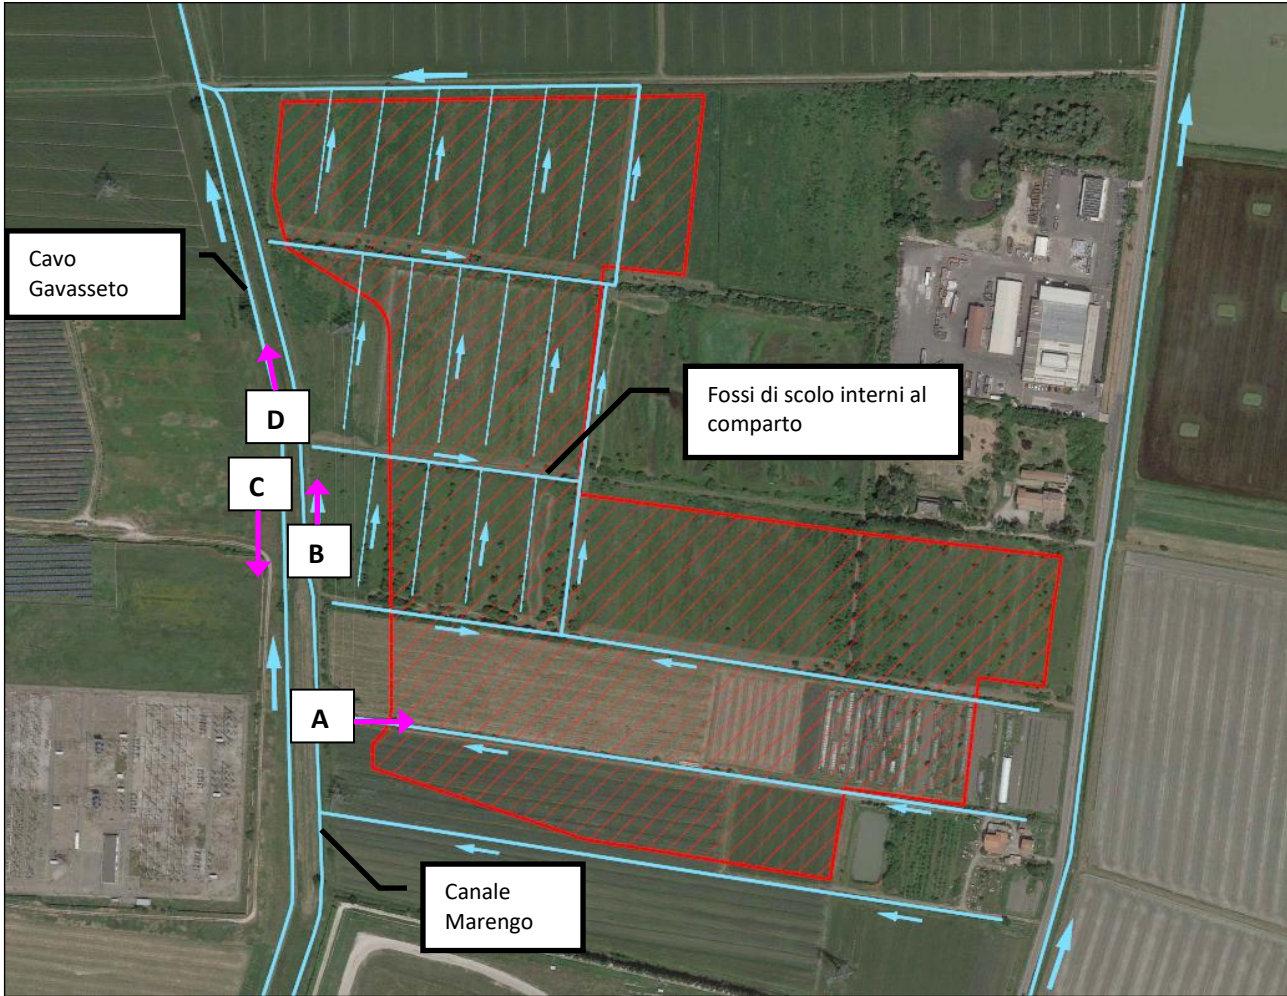 Cavo
Gavasseto
Fossi di scolo interni al
comparto
D
C
B
A
Canale
Marengo